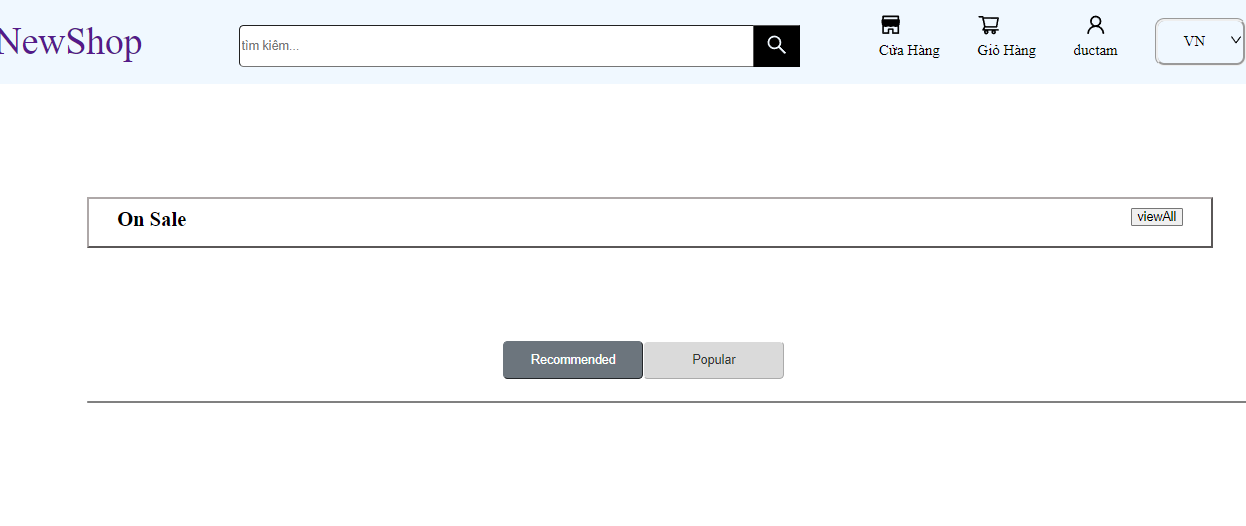 NewShop
tìm kiêm...
Cửa Hàng
Giỏ Hàng
ductam
VN
On Sale
viewAll
Recommended
Popular